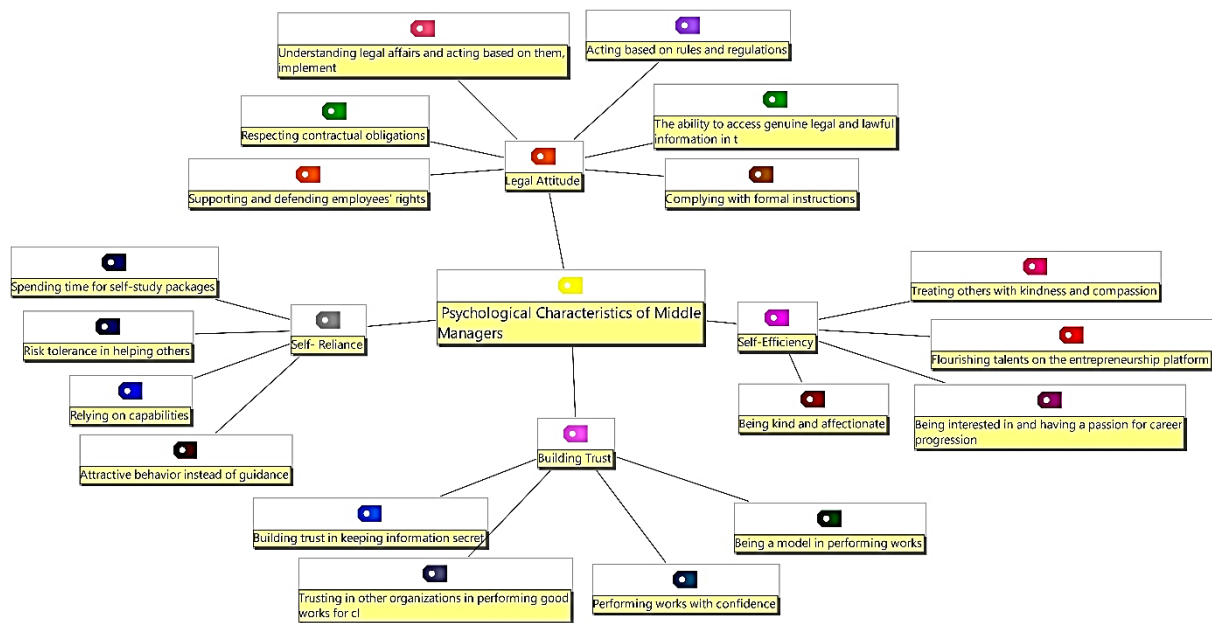 Understanding legal affairs and acting based on them,
implement
Acting based on rules and regulations
Respecting contractual obligations
The ability to access genuine legal and lawful
information in t
Legal Attitude
Supporting and defending employees' rights
Complying with formal instructions
Spending time for self-study packages
Treating others with kindness and compassion
Psychological Characteristics of Middle
Managers
Risk tolerance in helping others
Self- Reliance
Self-Efficiency
Flourishing talents on the entrepreneurship platform
Relying on capabilities
Being kind and affectionate
Being interested in and having a passion for career
progression
Attractive behavior instead of guidance
Building Trust
Building trust in keeping information secret
Being a model in performing works
Trusting in other organizations in performing good
works for cl
Performing works with confidence